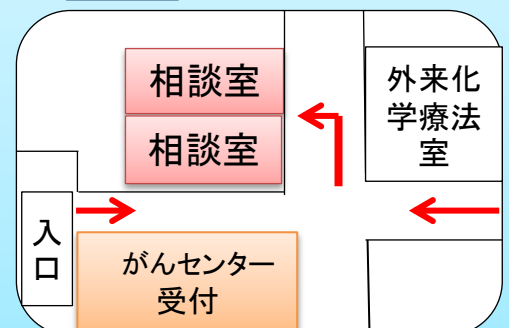 相談室
相談室
外来化
学療法
室
入
口
がんセンター
受付